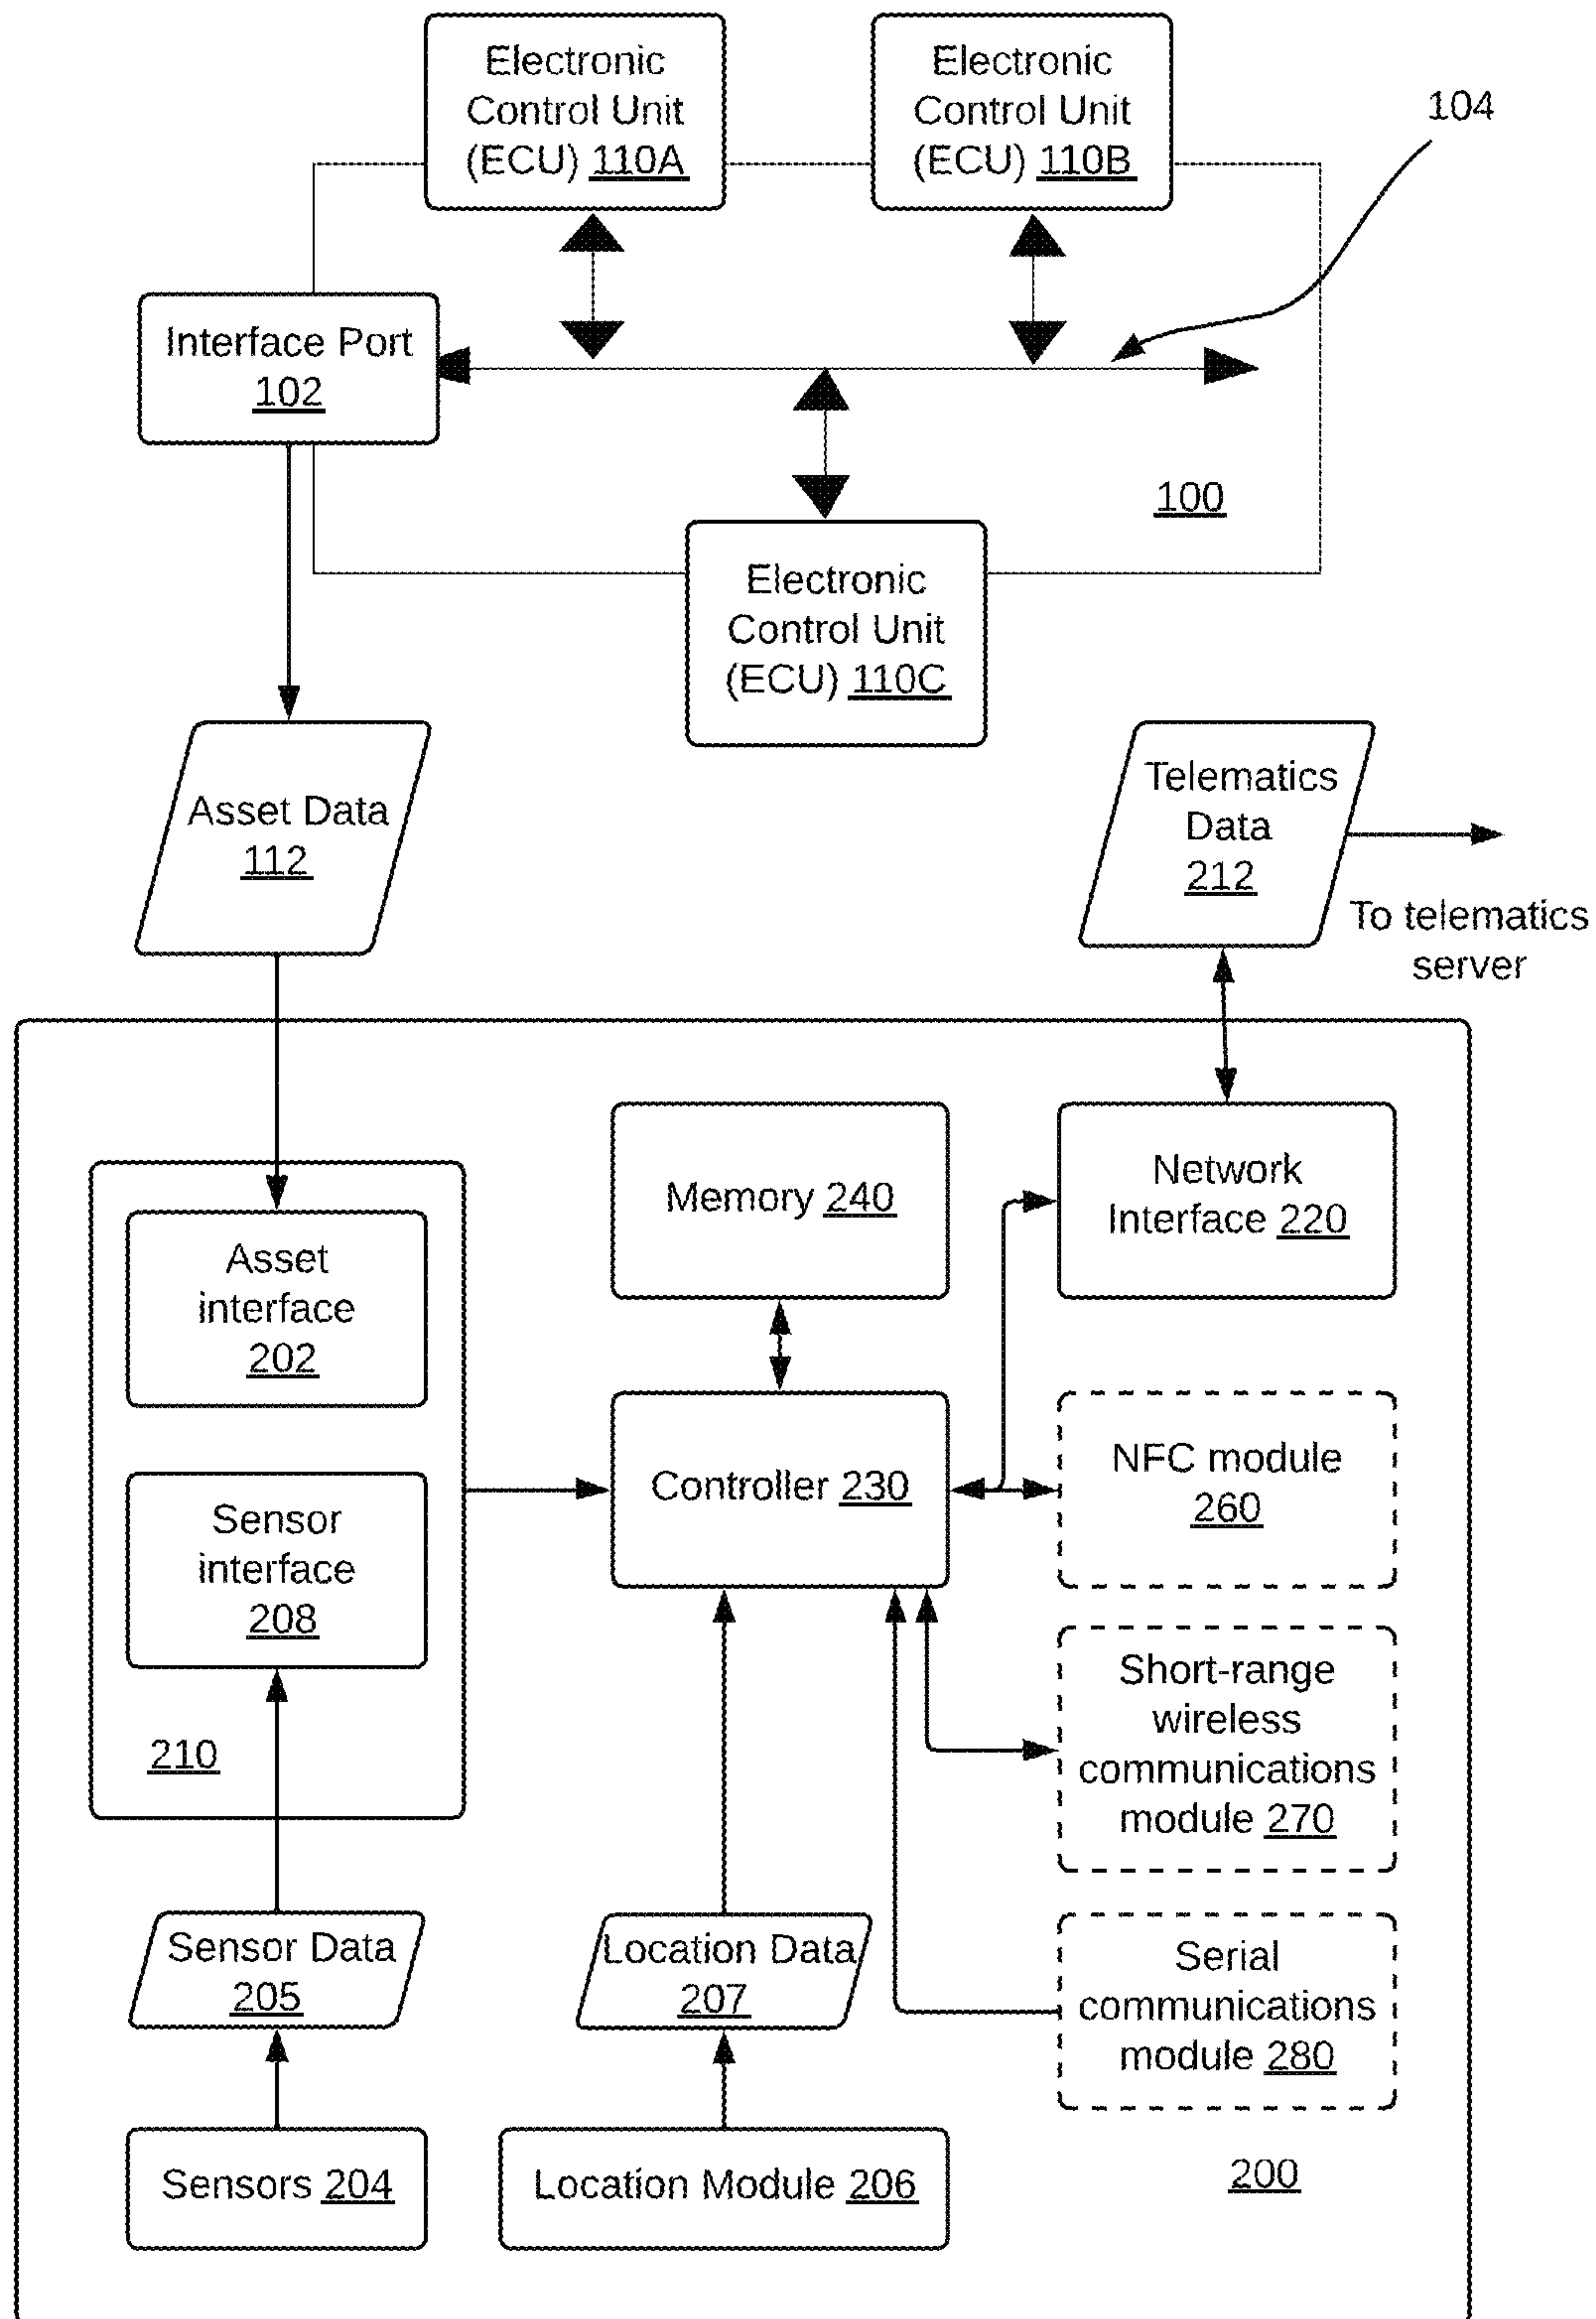 Electronic
Control Unit
(ECU) 110A
Electronic
Control Unit
(ECU) 110B
104
Interface Port
102
100
Electronic
Control Unit
(ECU) 110C
Asset Data
112
Telematics
Data
212
To telematics
server
Asset
interface
202
Memory 240
Network
Interface 220
Sensor
interface
208
Controller 230
NFC module
260
210
Short-range
wireless
communications
module 270
Sensor Data
205
Location Data
207
Serial
communications
module 280
Sensors 204
Location Module 206
200